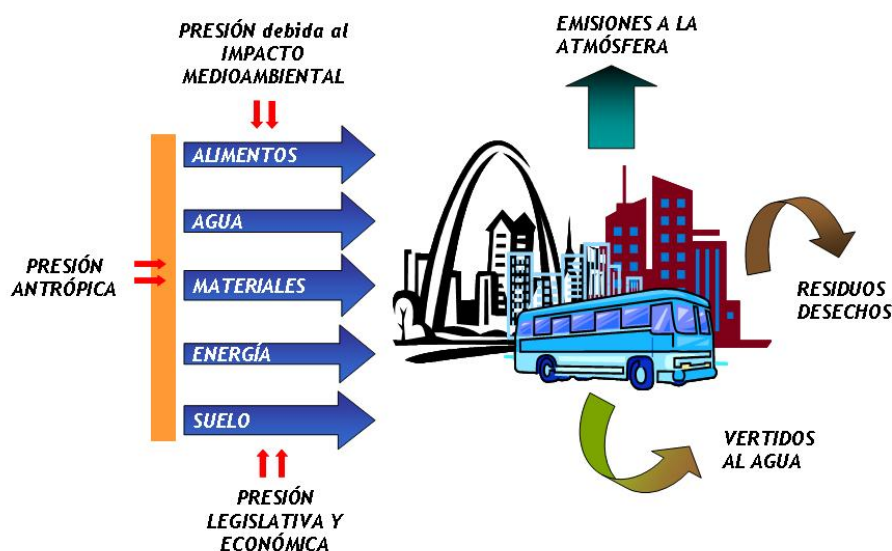 PRESIÓN debida al
IMPACTO
MEDIOAMBIENTAL
EMISIONES A LA
ATMÓSFERA
ALIMENTOS
AGUA
PRESIÓN
ANTRÓPICA
MATERIALES
RESIDUOS
DESECHOS
ENERGÍA
SUELO
VERTIDOS
AL AGUA
PRESIÓN
LEGISLATIVA Y
ECONÓMICA